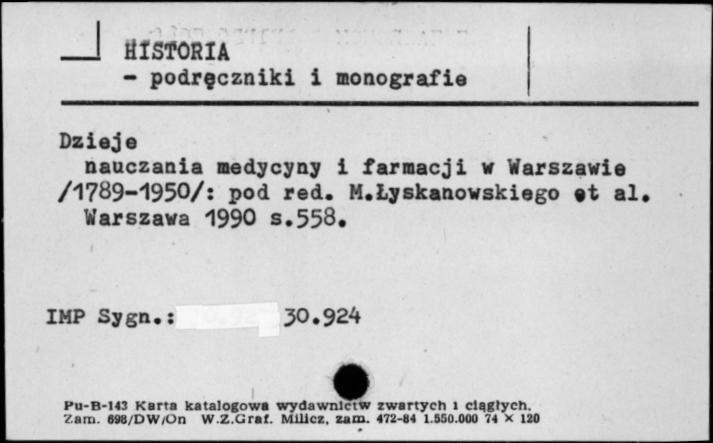 HISTORIA
- podręczniki i monografie
Dzieje
nauczania medycyny i farmacji w Warszawie
/1789-1950/: pod red. M.Łyskanowskiego et al.
Warszawa 1990 s.558.
IMP Sygn.: 30.924
Pu-B-143 Karta katalogowa wydawnictw zwartych i ciągłych.
Zam. 698/DW/On W.Z.Graf. Milicz, zam. 472-84 1.550.000 74 × 120